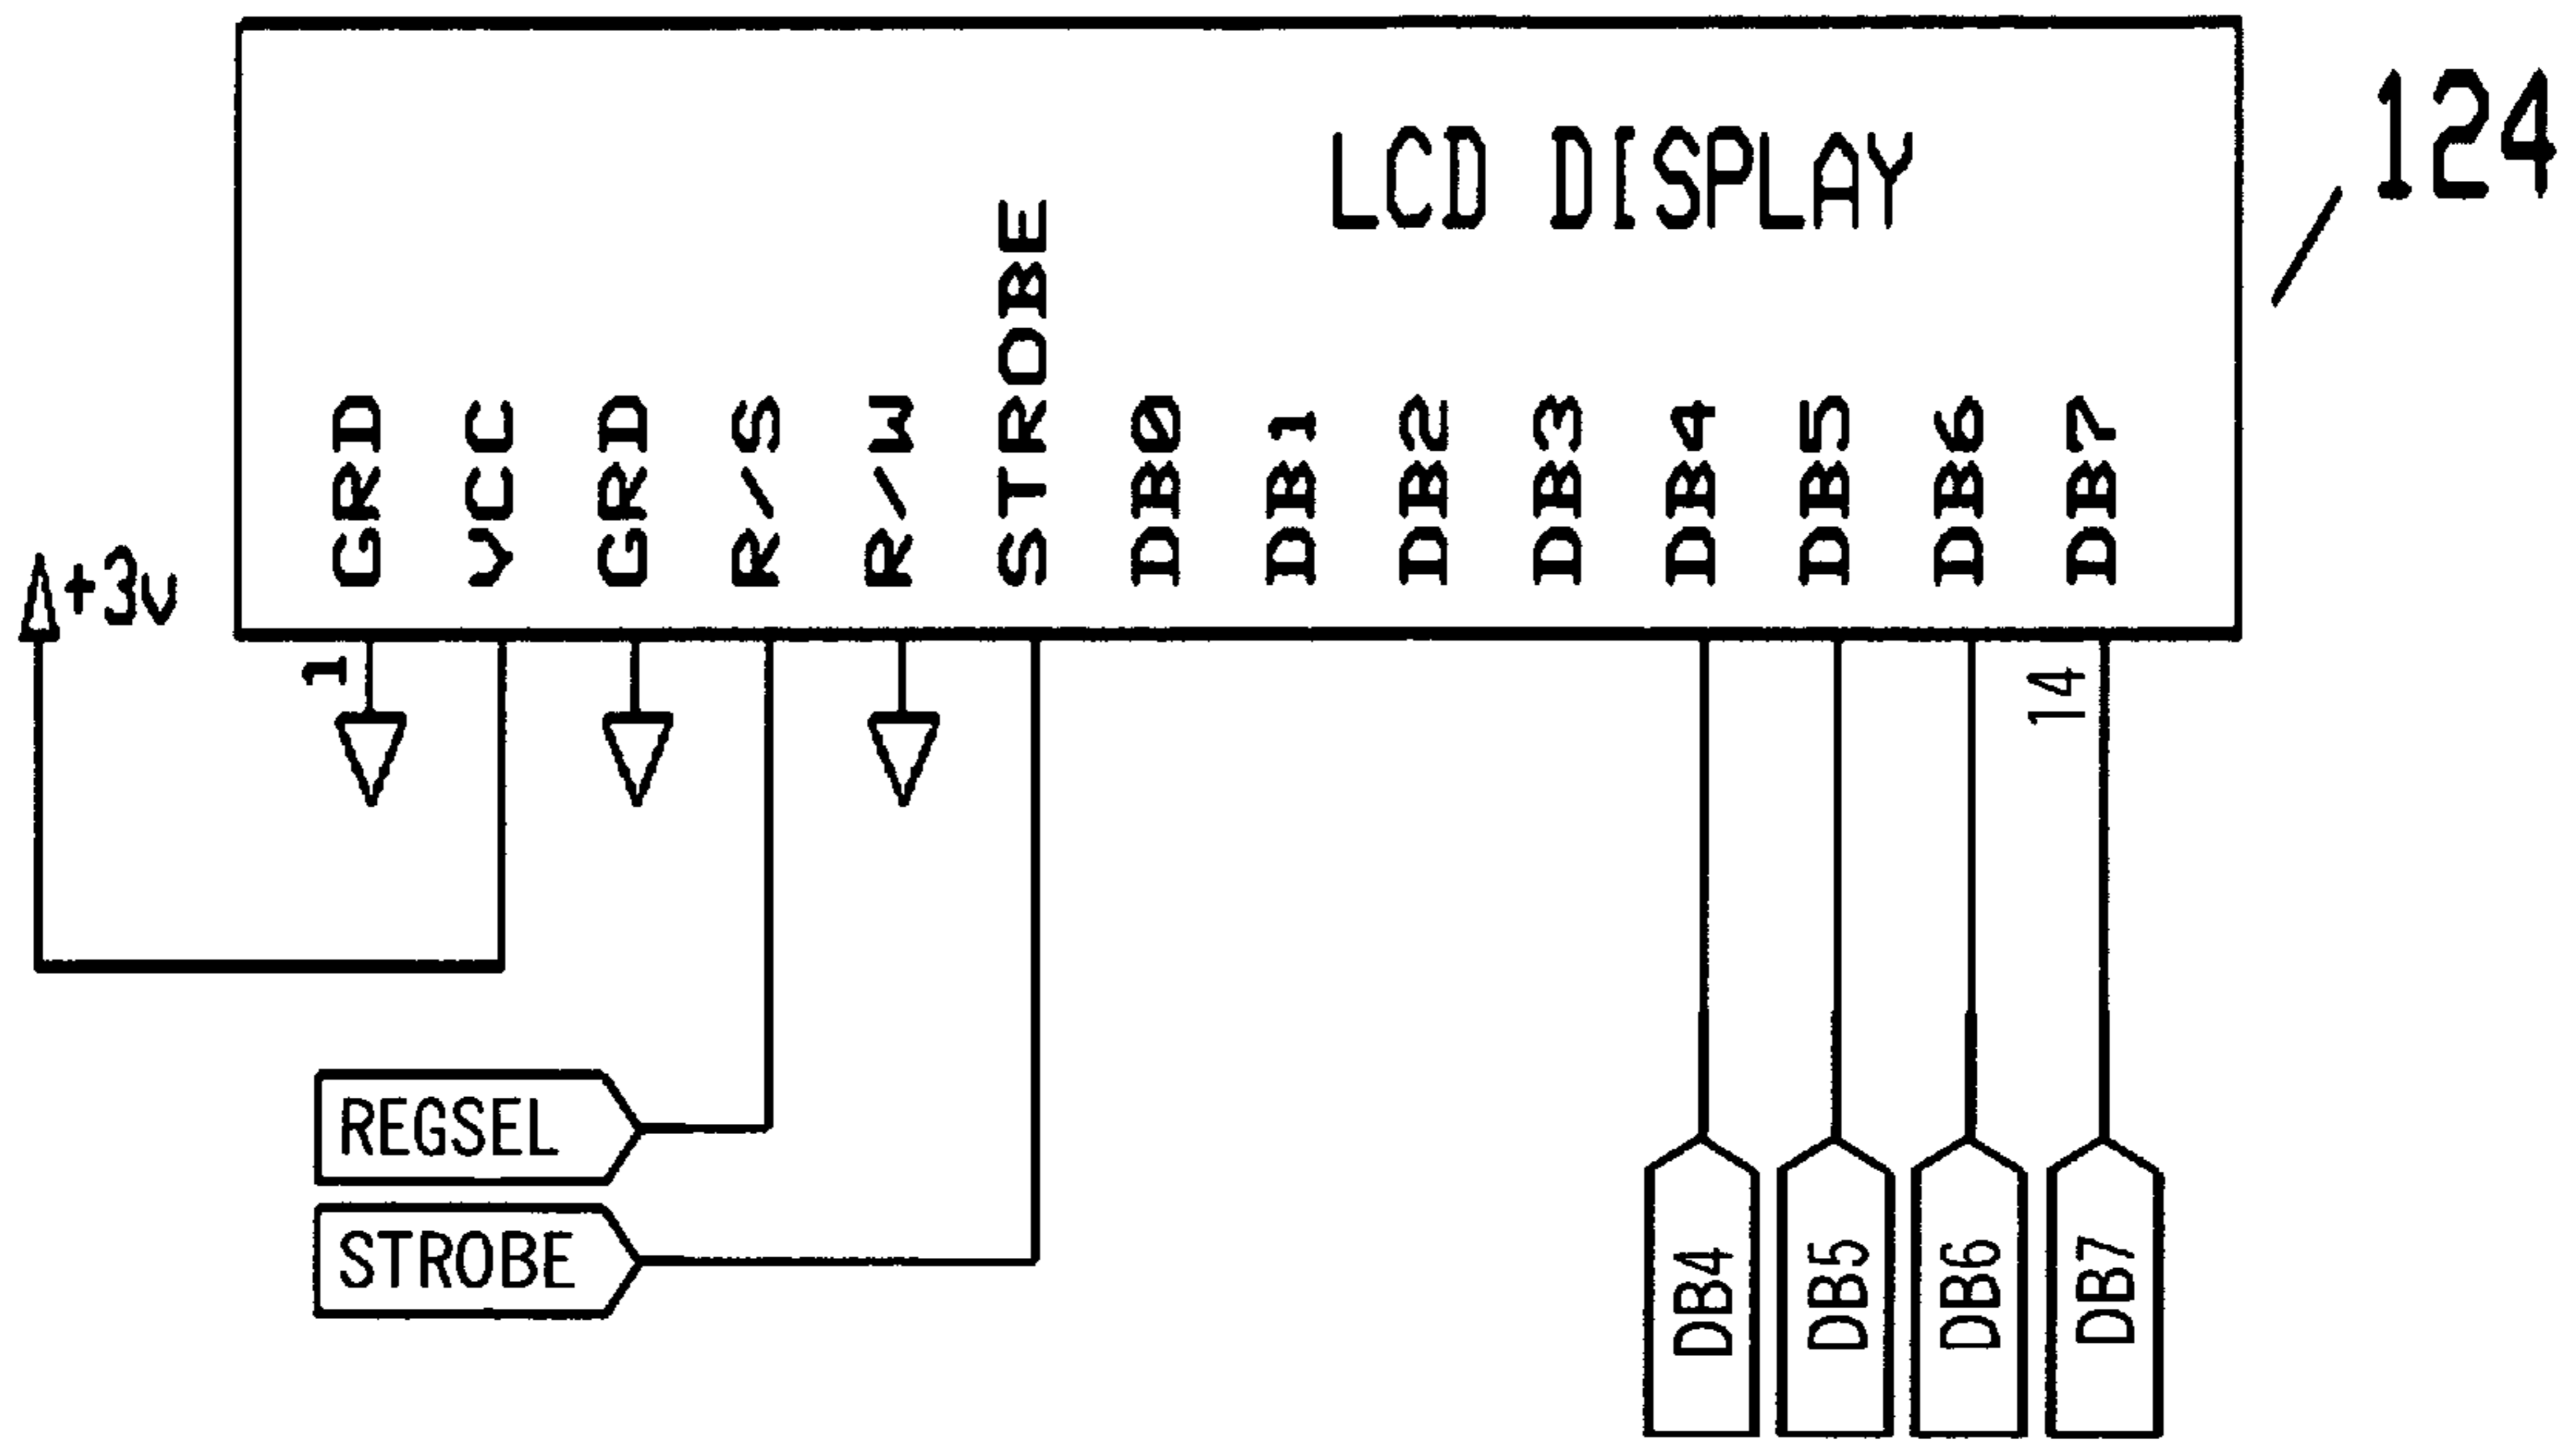 124
LCD DISPLAY
GRD
VCC
GRD
R/S
R/W
STROBE
DB0
DB1
DB2
DB3
DB4
DB5
DB6
DB7
+3v
1
14
REGSEL
STROBE
DB4
DB5
DB6
DB7